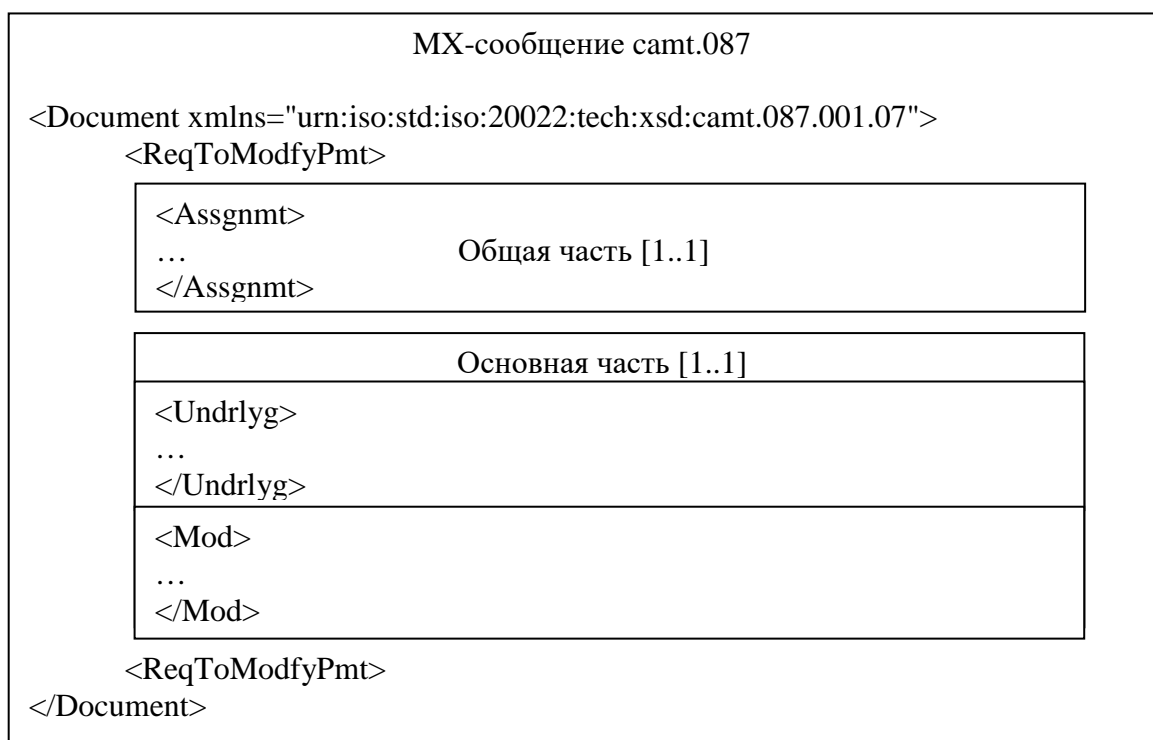 МХ-сообщение camt.087
<Document xmlns="urn:iso:std:iso:20022:tech:xsd:camt.087.001.07">
<ReqToModfyPmt>
<Assgnmt>
… Общая часть [1..1]
</Assgnmt>
Основная часть [1..1]
<Undrlyg>
…
</Undrlyg>
<Mod>
…
</Mod>
<ReqToModfyPmt>
</Document>